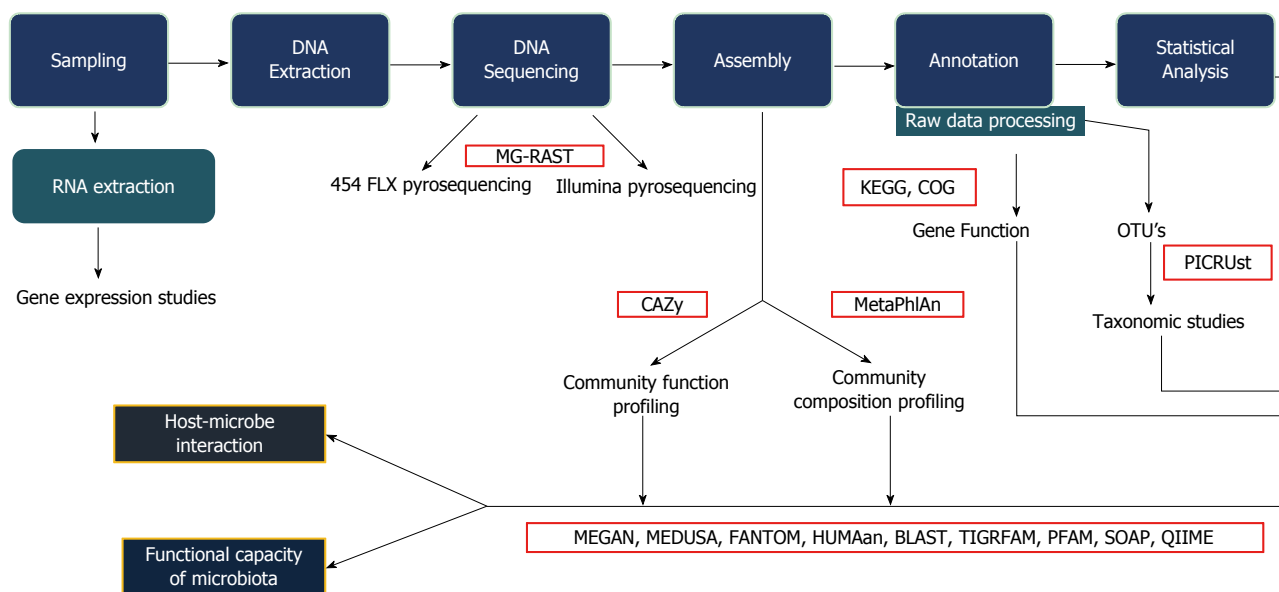 Sampling
DNA
Extraction
DNA
Sequencing
Assembly
Annotation
Statistical
Analysis
Raw data processing
RNA extraction
MG-RAST
454 FLX pyrosequencing
Illumina pyrosequencing
KEGG, COG
Gene Function
OTU's
PICRUst
Gene expression studies
CAZy
MetaPhlAn
Taxonomic studies
Community function
profiling
Community
composition profiling
Host-microbe
interaction
MEGAN, MEDUSA, FANTOM, HUMAan, BLAST, TIGRFAM, PFAM, SOAP, QIIME
Functional capacity
of microbiota